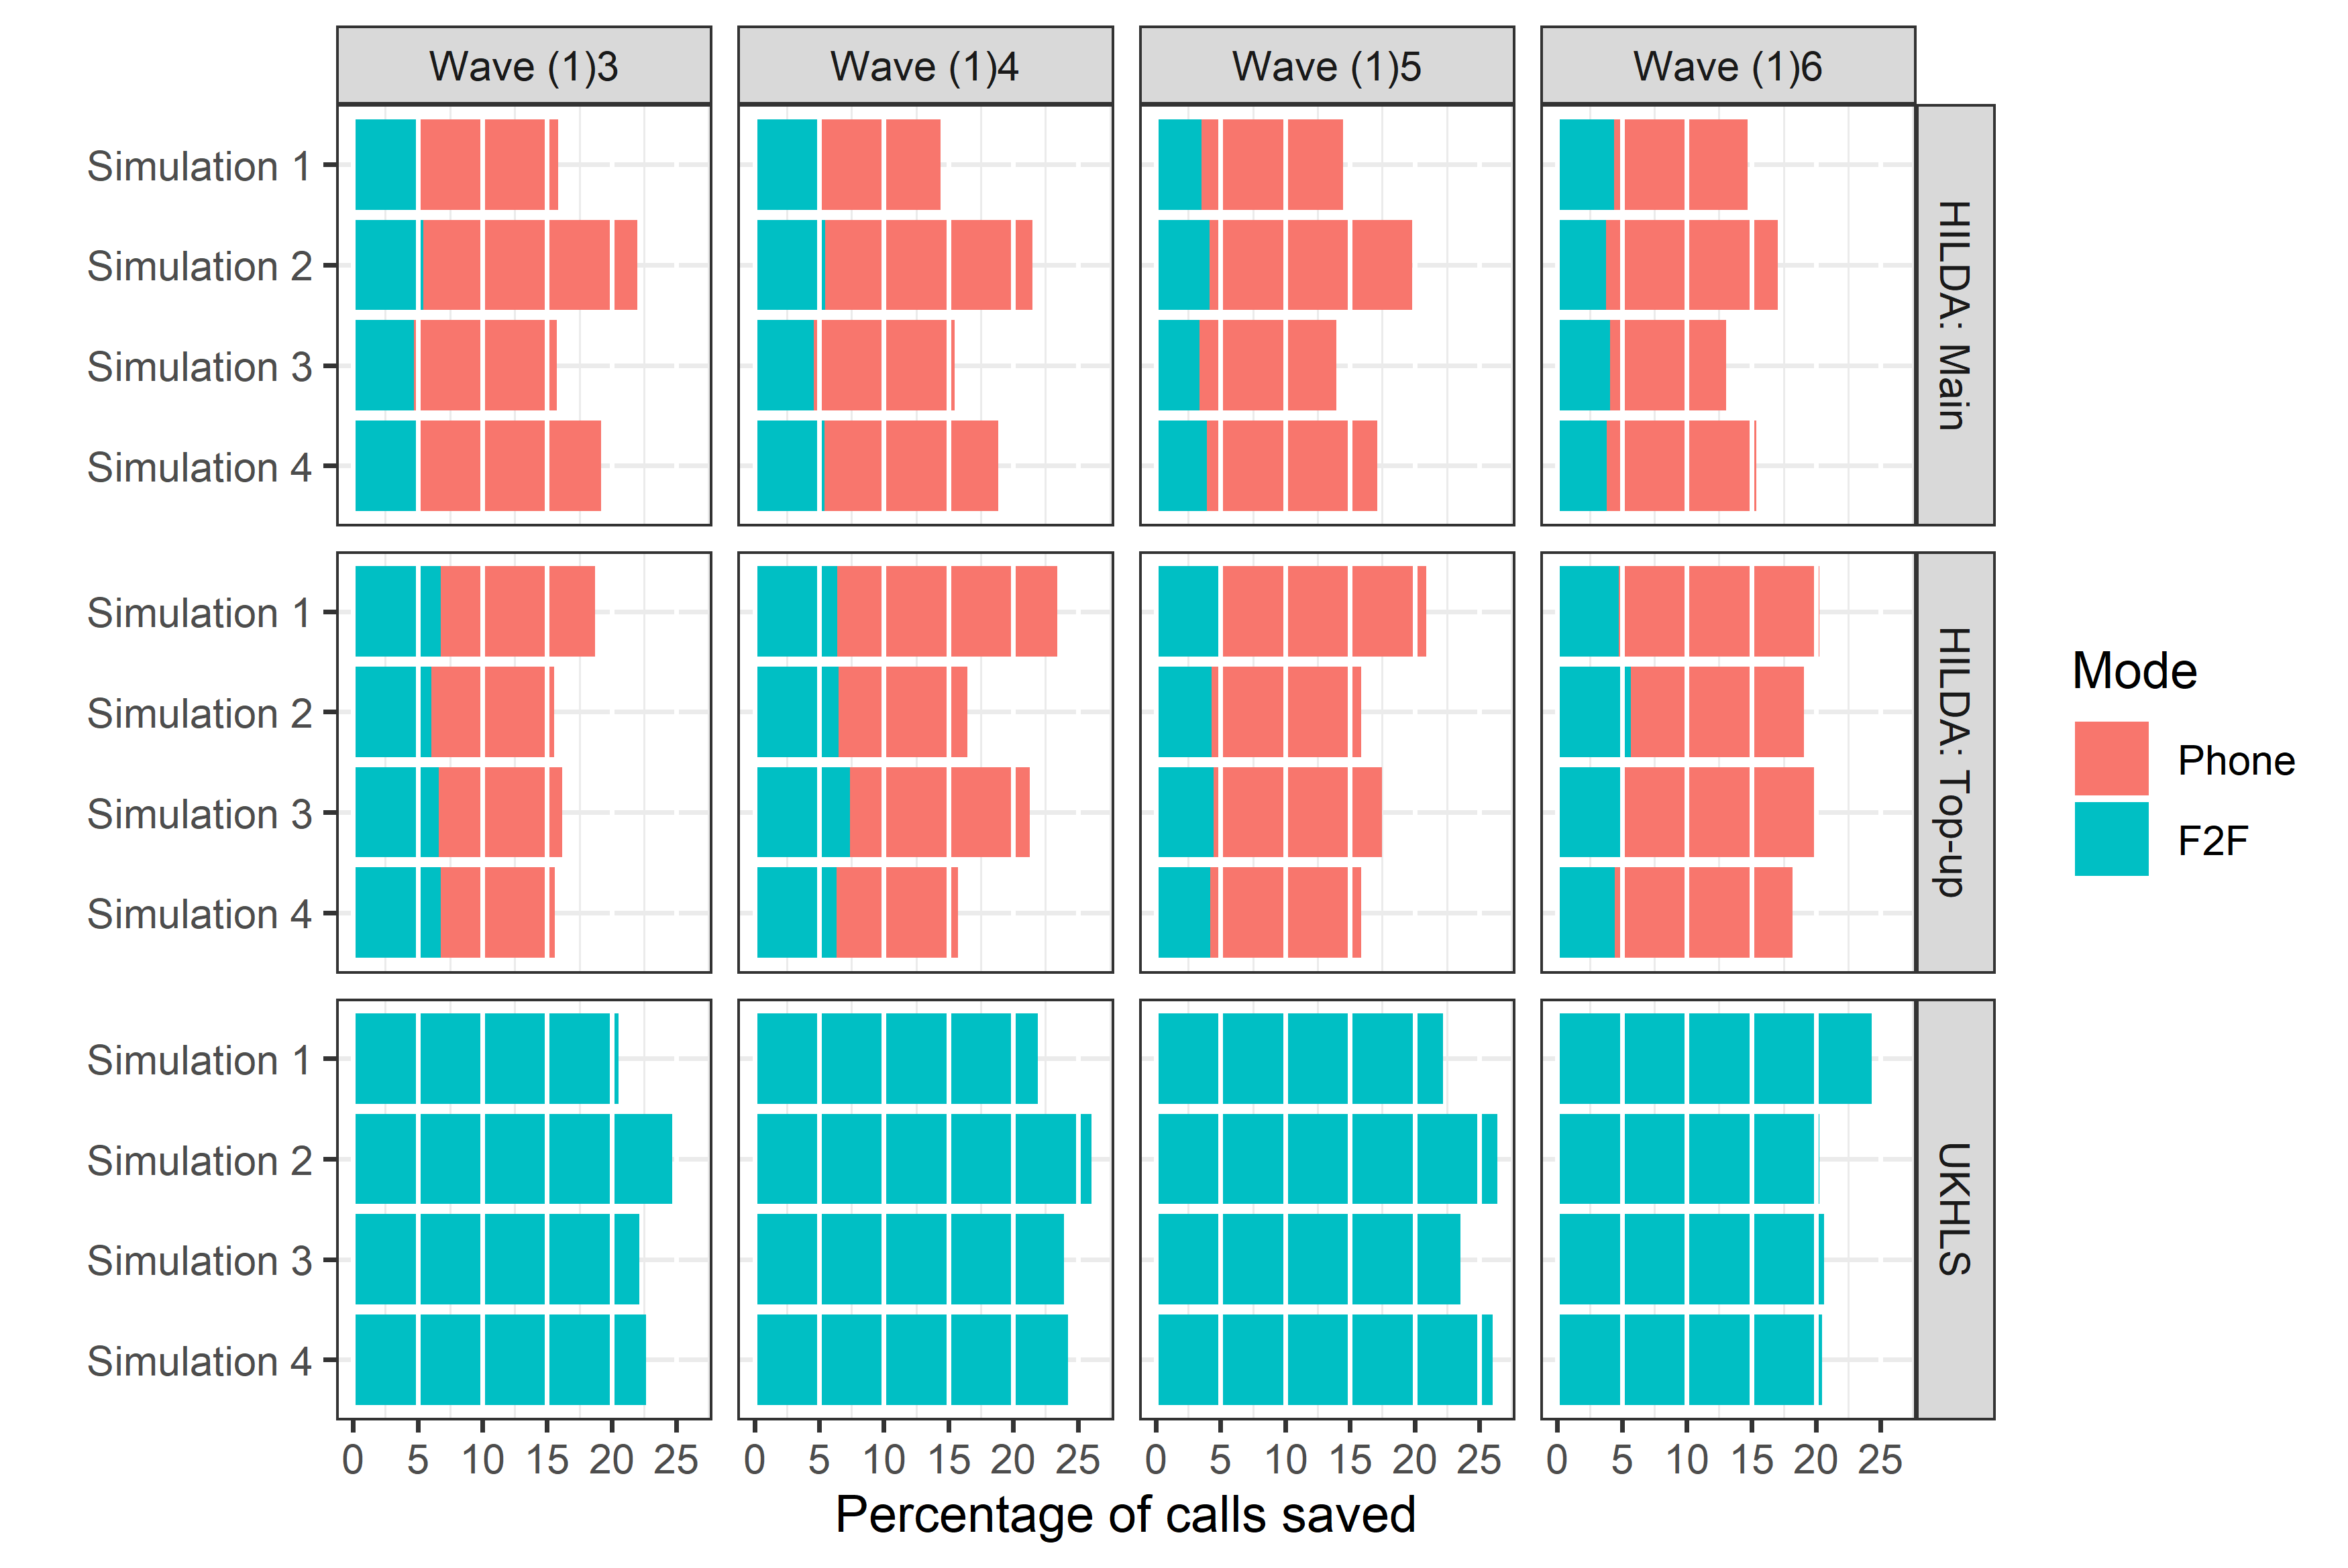 Wave (1)3
Wave (1)4
Wave (1)5
Wave (1)6
Simulation 1
Simulation 2
Simulation 3
Simulation 4
HILDA: Main
Simulation 1
Simulation 2
Simulation 3
Simulation 4
HILDA: Top-up
Simulation 1
Simulation 2
Simulation 3
Simulation 4
UKHLS
0 5 10 15 20 25
0 5 10 15 20 25
0 5 10 15 20 25
0 5 10 15 20 25
Percentage of calls saved
Mode
Phone
F2F